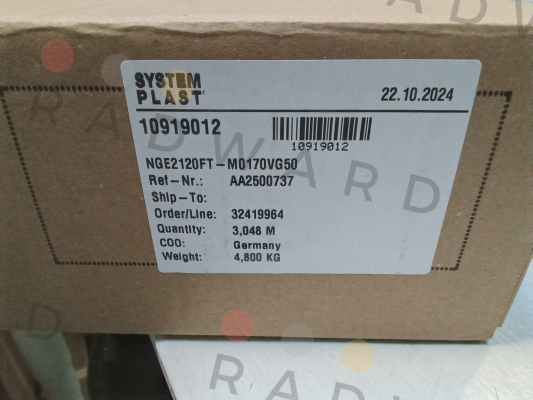 SYSTEM
PLAST
22.10.2024
10919012
10919012
NGE2120FT-M0170VG50
Ref-Nr.: AA2500737
Ship-To:
Order/Line: 32419964
Quantity: 3,048 M
COO: Germany
Weight: 4,800 KG
RADWARD
RADWARD